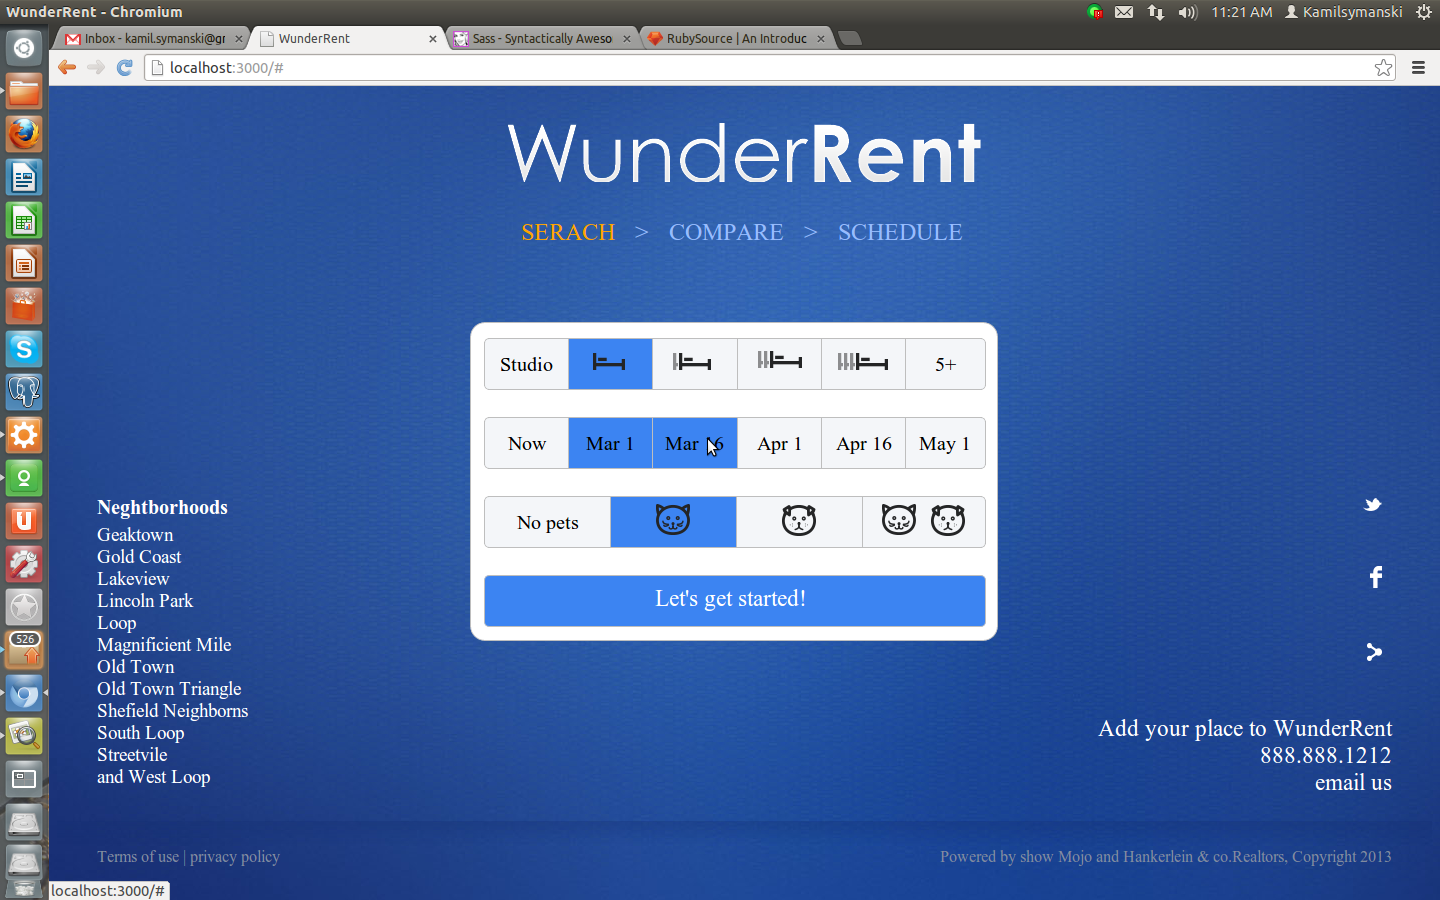 WunderRent - Chromium
11:21 AM Kamilsymanski
Inbox - kamil.symanski@gr
WunderRent
Sass - Syntactically Aweso
RubySource | An Introduc
localhost:3000/#
WunderRent
SERACH > COMPARE > SCHEDULE
Studio 5+
Now Mar 1 Mar 16 Apr 1 Apr 16 May 1
No pets
Let's get started!
Neghtborhoods
Geaktown
Gold Coast
Lakeview
Lincoln Park
Loop
Magnificient Mile
Old Town
Old Town Triangle
Shefield Neighborns
South Loop
Streetvile
and West Loop
526
Add your place to WunderRent
888.888.1212
email us
Terms of use | privacy policy
Powered by show Mojo and Hankerlein & co.Realtors, Copyright 2013
localhost:3000/#